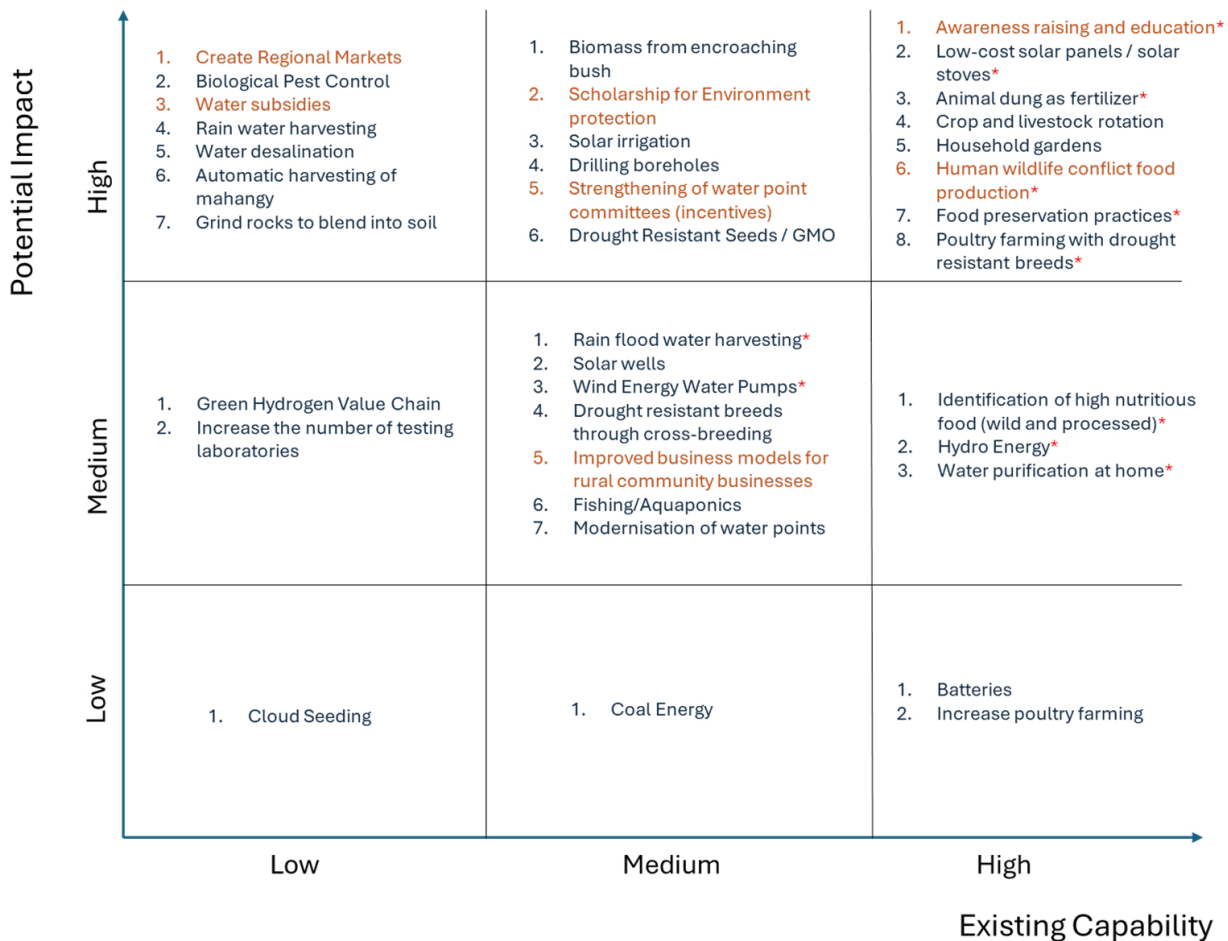 Potential Impact
High
1. Create Regional Markets
2. Biological Pest Control
3. Water subsidies
4. Rain water harvesting
5. Water desalination
6. Automatic harvesting of
mahangy
7. Grind rocks to blend into soil
1. Biomass from encroaching
bush
2. Scholarship for Environment
protection
3. Solar irrigation
4. Drilling boreholes
5. Strengthening of water point
committees (incentives)
6. Drought Resistant Seeds / GMO
1. Awareness raising and education*
2. Low-cost solar panels / solar
stoves*
3. Animal dung as fertilizer*
4. Crop and livestock rotation
5. Household gardens
6. Human wildlife conflict food
production*
7. Food preservation practices*
8. Poultry farming with drought
resistant breeds*
Medium
1. Green Hydrogen Value Chain
2. Increase the number of testing
laboratories
1. Rain flood water harvesting*
2. Solar wells
3. Wind Energy Water Pumps*
4. Drought resistant breeds
through cross-breeding
5. Improved business models for
rural community businesses
6. Fishing/Aquaponics
7. Modernisation of water points
1. Identification of high nutritious
food (wild and processed)*
2. Hydro Energy*
3. Water purification at home*
Low
1. Cloud Seeding
1. Coal Energy
1. Batteries
2. Increase poultry farming
Low
Medium
High
Existing Capability